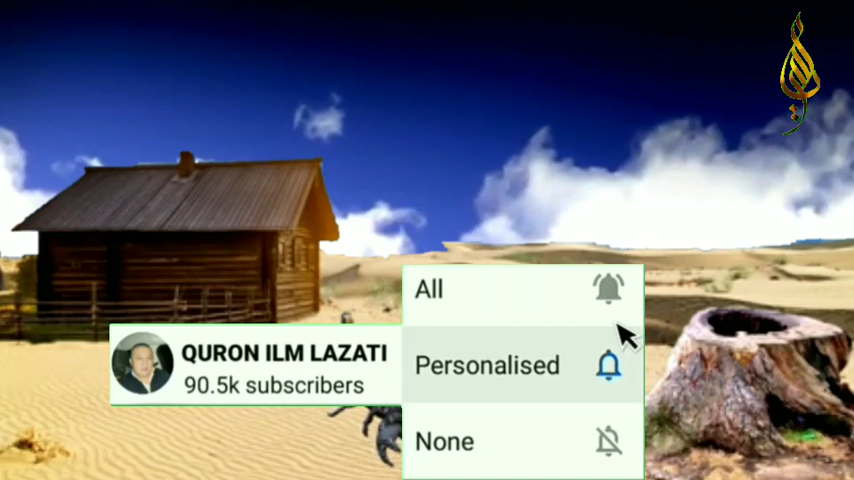 QURON ILM LAZATI
90.5k subscribers
All
Personalised
None